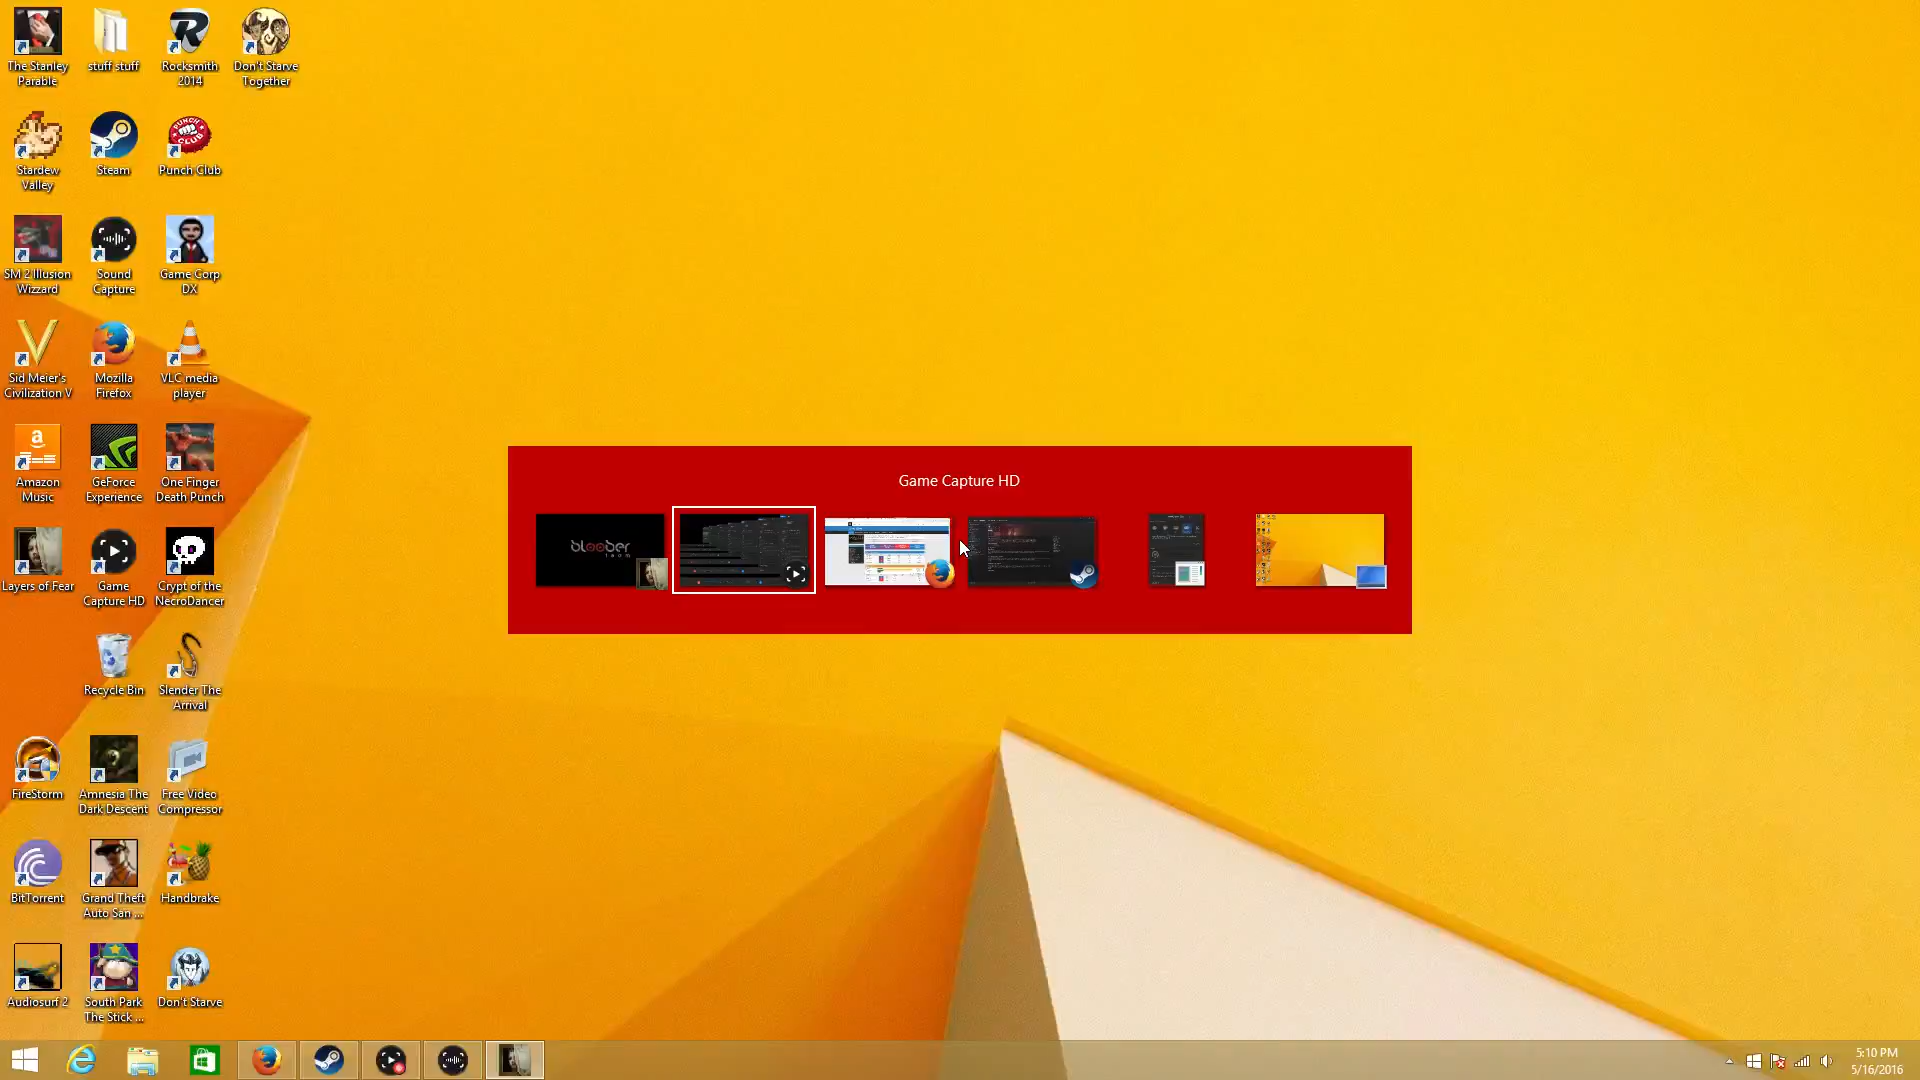 The Stanley
Parable
stuff stuff
Rocksmith
2014
Don't Starve
Together
Stardew
Valley
Steam
Punch Club
SM 2 Illusion
Wizzard
Sound
Capture
Game Corp
DX
Sid Meier's
Civilization V
Mozilla
Firefox
VLC media
player
Amazon
Music
GeForce
Experience
One Finger
Death Punch
Layers of Fear
Game
Capture HD
Crypt of the
NecroDancer
Recycle Bin
Slender The
Arrival
FireStorm
Amnesia The
Dark Descent
Free Video
Compressor
BitTorrent
Grand Theft
Auto San ...
Handbrake
Audiosurf 2
South Park
The Stick ...
Don't Starve
Game Capture HD
bloober
team
PUNCH
CLUB
5:10 PM
5/16/2016